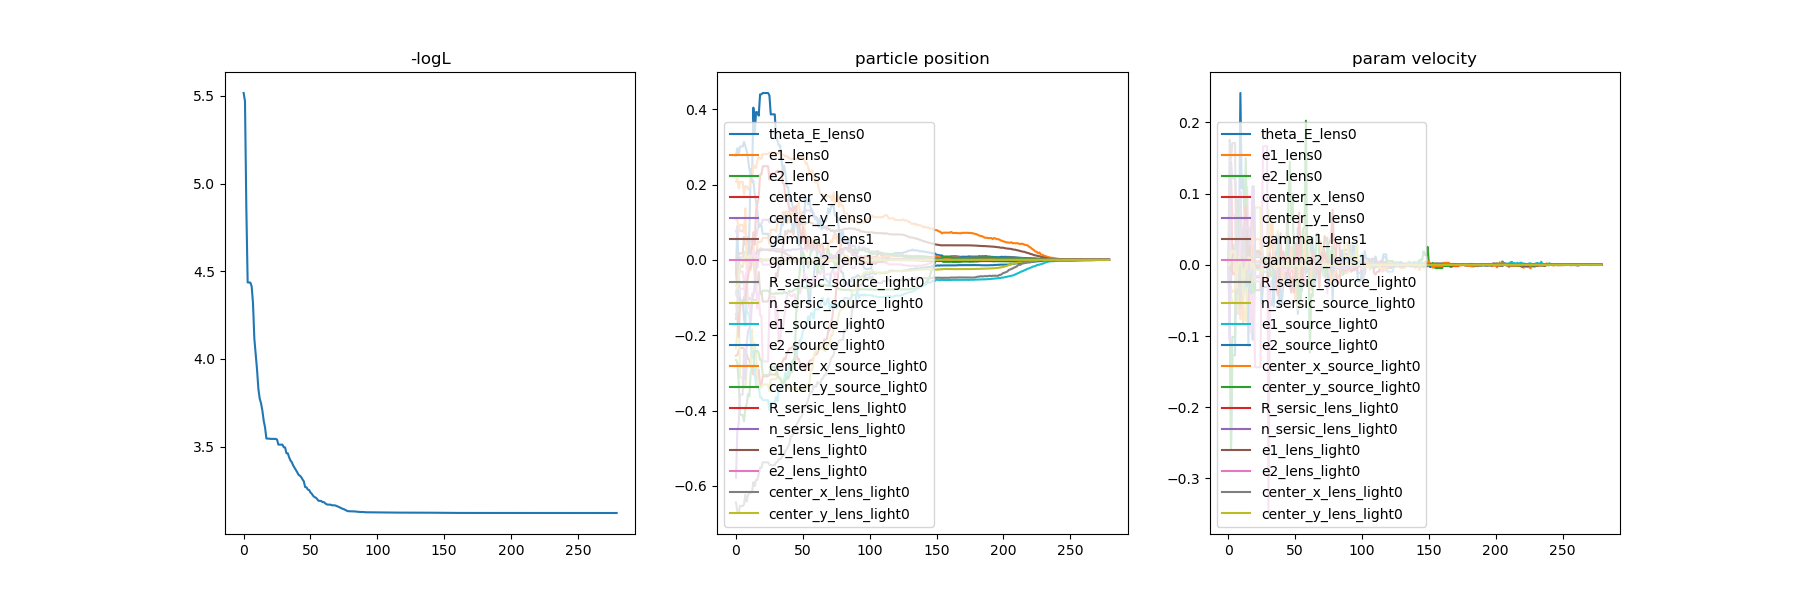 -logL
5.5
5.0
4.5
4.0
3.5
0 50 100 150 200 250
particle position
0.4
0.2
0.0
−0.2
−0.4
−0.6
theta_E_lens0
e1_lens0
e2_lens0
center_x_lens0
center_y_lens0
gamma1_lens1
gamma2_lens1
R_sersic_source_light0
n_sersic_source_light0
e1_source_light0
e2_source_light0
center_x_source_light0
center_y_source_light0
R_sersic_lens_light0
n_sersic_lens_light0
e1_lens_light0
e2_lens_light0
center_x_lens_light0
center_y_lens_light0
0 50 100 150 200 250
param velocity
0.2
0.1
0.0
−0.1
−0.2
−0.3
theta_E_lens0
e1_lens0
e2_lens0
center_x_lens0
center_y_lens0
gamma1_lens1
gamma2_lens1
R_sersic_source_light0
n_sersic_source_light0
e1_source_light0
e2_source_light0
center_x_source_light0
center_y_source_light0
R_sersic_lens_light0
n_sersic_lens_light0
e1_lens_light0
e2_lens_light0
center_x_lens_light0
center_y_lens_light0
0 50 100 150 200 250